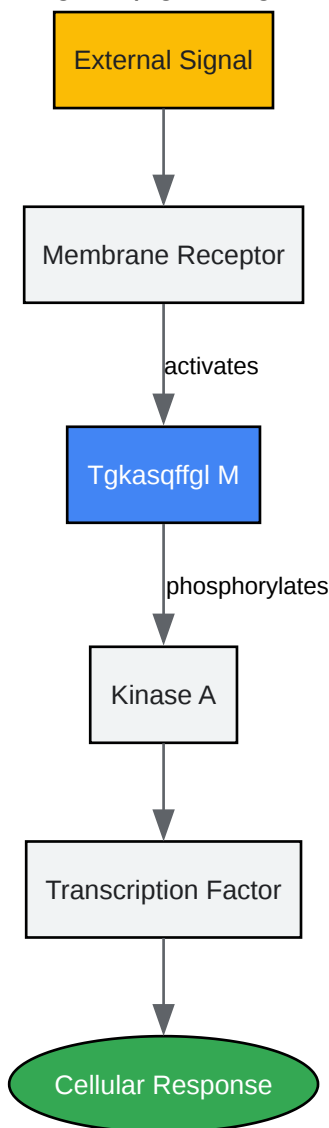 External Signal
Membrane Receptor
activates
Tgkasqffgl M
phosphorylates
Kinase A
Transcription Factor
Cellular Response